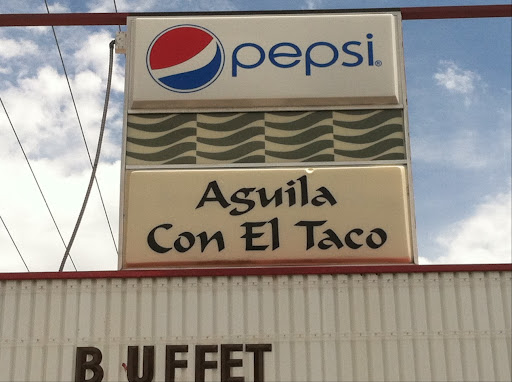 pepsi®
Aguila
Con El Taco
BUFFET